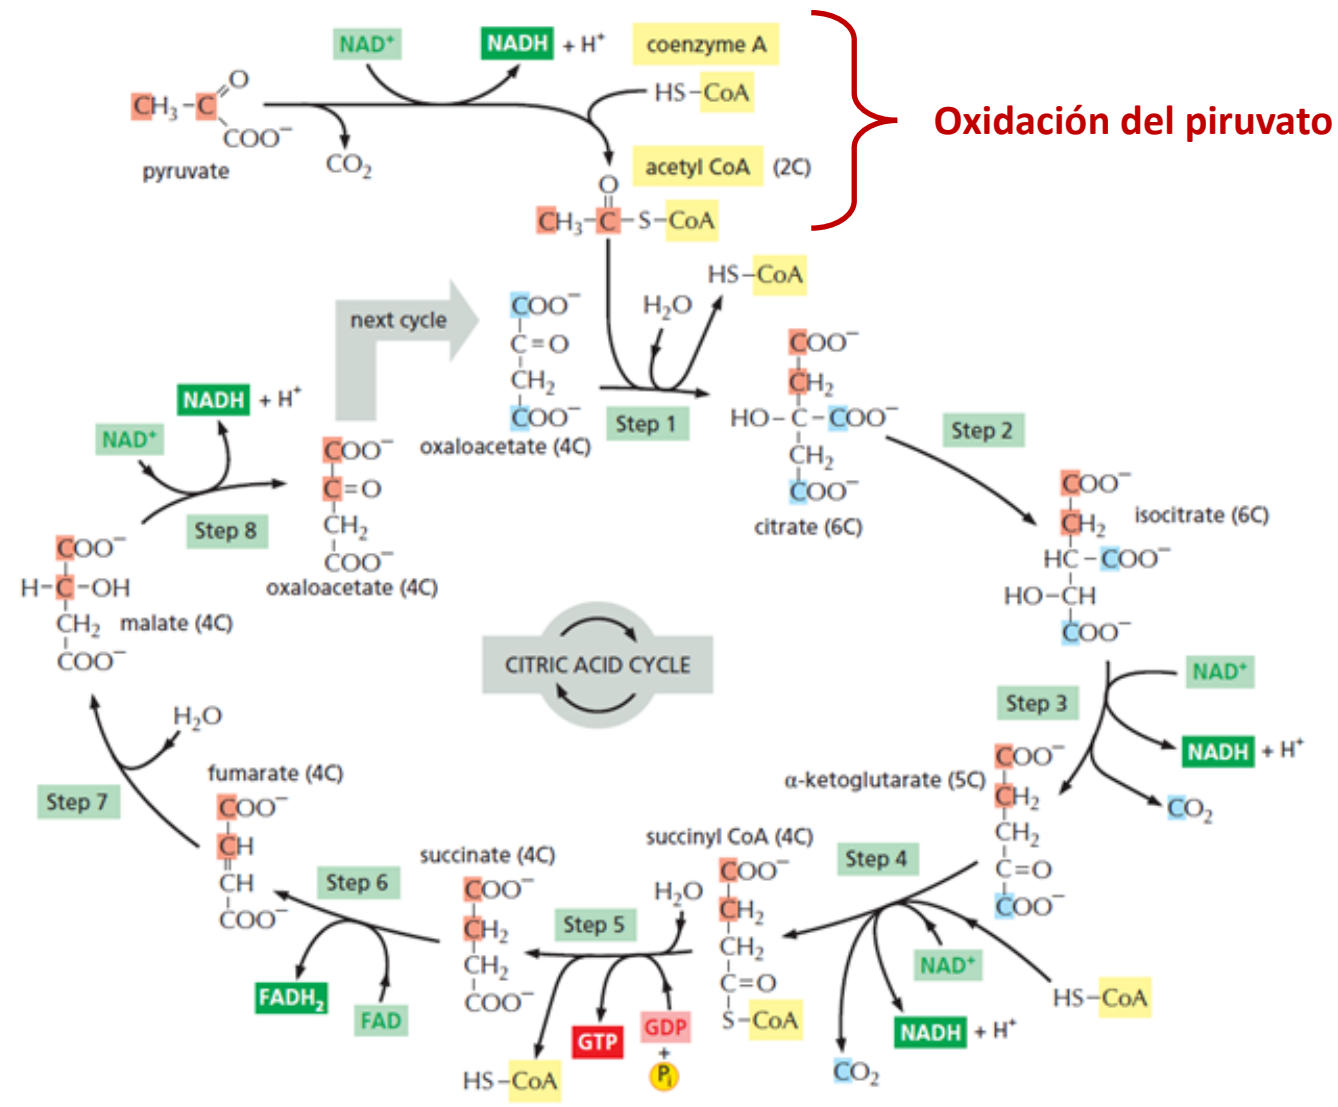 NAD⁺
NADH + H⁺
coenzyme A
HS–CoA
Oxidación del piruvato
CH₃–C
O
COO⁻
pyruvate
CO₂
acetyl CoA (2C)
O
CH₃–C–S–CoA
HS–CoA
H₂O
next cycle
COO⁻
C=O
CH₂
COO⁻
oxaloacetate (4C)
Step 1
COO⁻
CH₂
HO–C–COO⁻
CH₂
COO⁻
citrate (6C)
Step 2
COO⁻
CH₂
HC–COO⁻
HO–CH
COO⁻
isocitrate (6C)
Step 3
NAD⁺
NADH + H⁺
CO₂
α-ketoglutarate (5C)
COO⁻
CH₂
CH₂
C=O
COO⁻
Step 4
NAD⁺
HS–CoA
NADH + H⁺
CO₂
succinyl CoA (4C)
COO⁻
CH₂
CH₂
C=O
S–CoA
H₂O
Step 5
GTP
GDP
+
Pᵢ
HS–CoA
succinate (4C)
COO⁻
CH₂
CH₂
COO⁻
Step 6
FADH₂
FAD
fumarate (4C)
COO⁻
CH
CH
COO⁻
Step 7
H₂O
COO⁻
H–C–OH
CH₂
COO⁻
malate (4C)
Step 8
NAD⁺
NADH + H⁺
COO⁻
C=O
CH₂
COO⁻
oxaloacetate (4C)
CITRIC ACID CYCLE